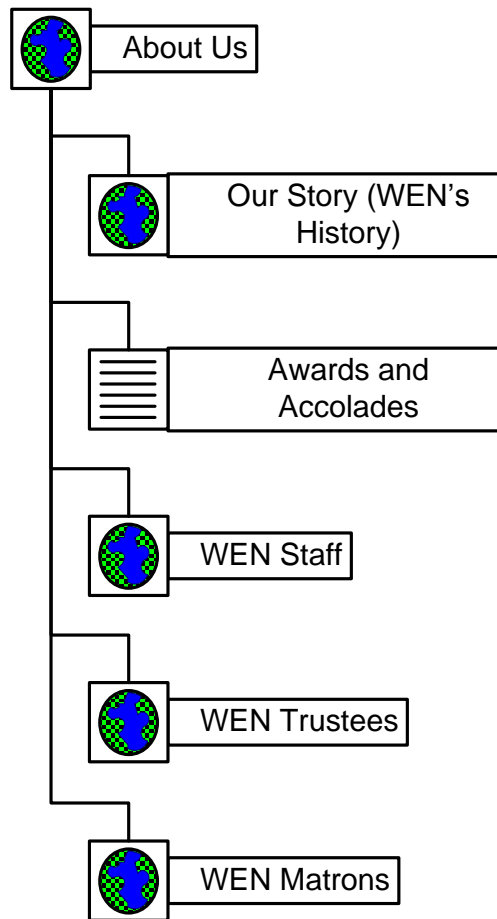 About Us
Our Story (WEN's
History)
Awards and
Accolades
WEN Staff
WEN Trustees
WEN Matrons